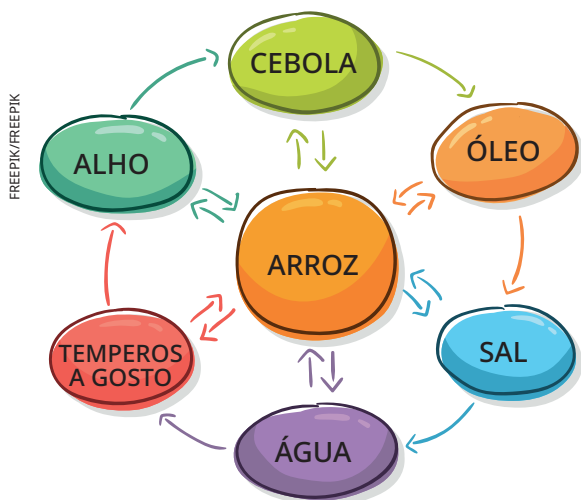 FREEPIK/FREEPIK
CEBOLA
ALHO
ÓLEO
ARROZ
TEMPEROS
A GOSTO
SAL
ÁGUA